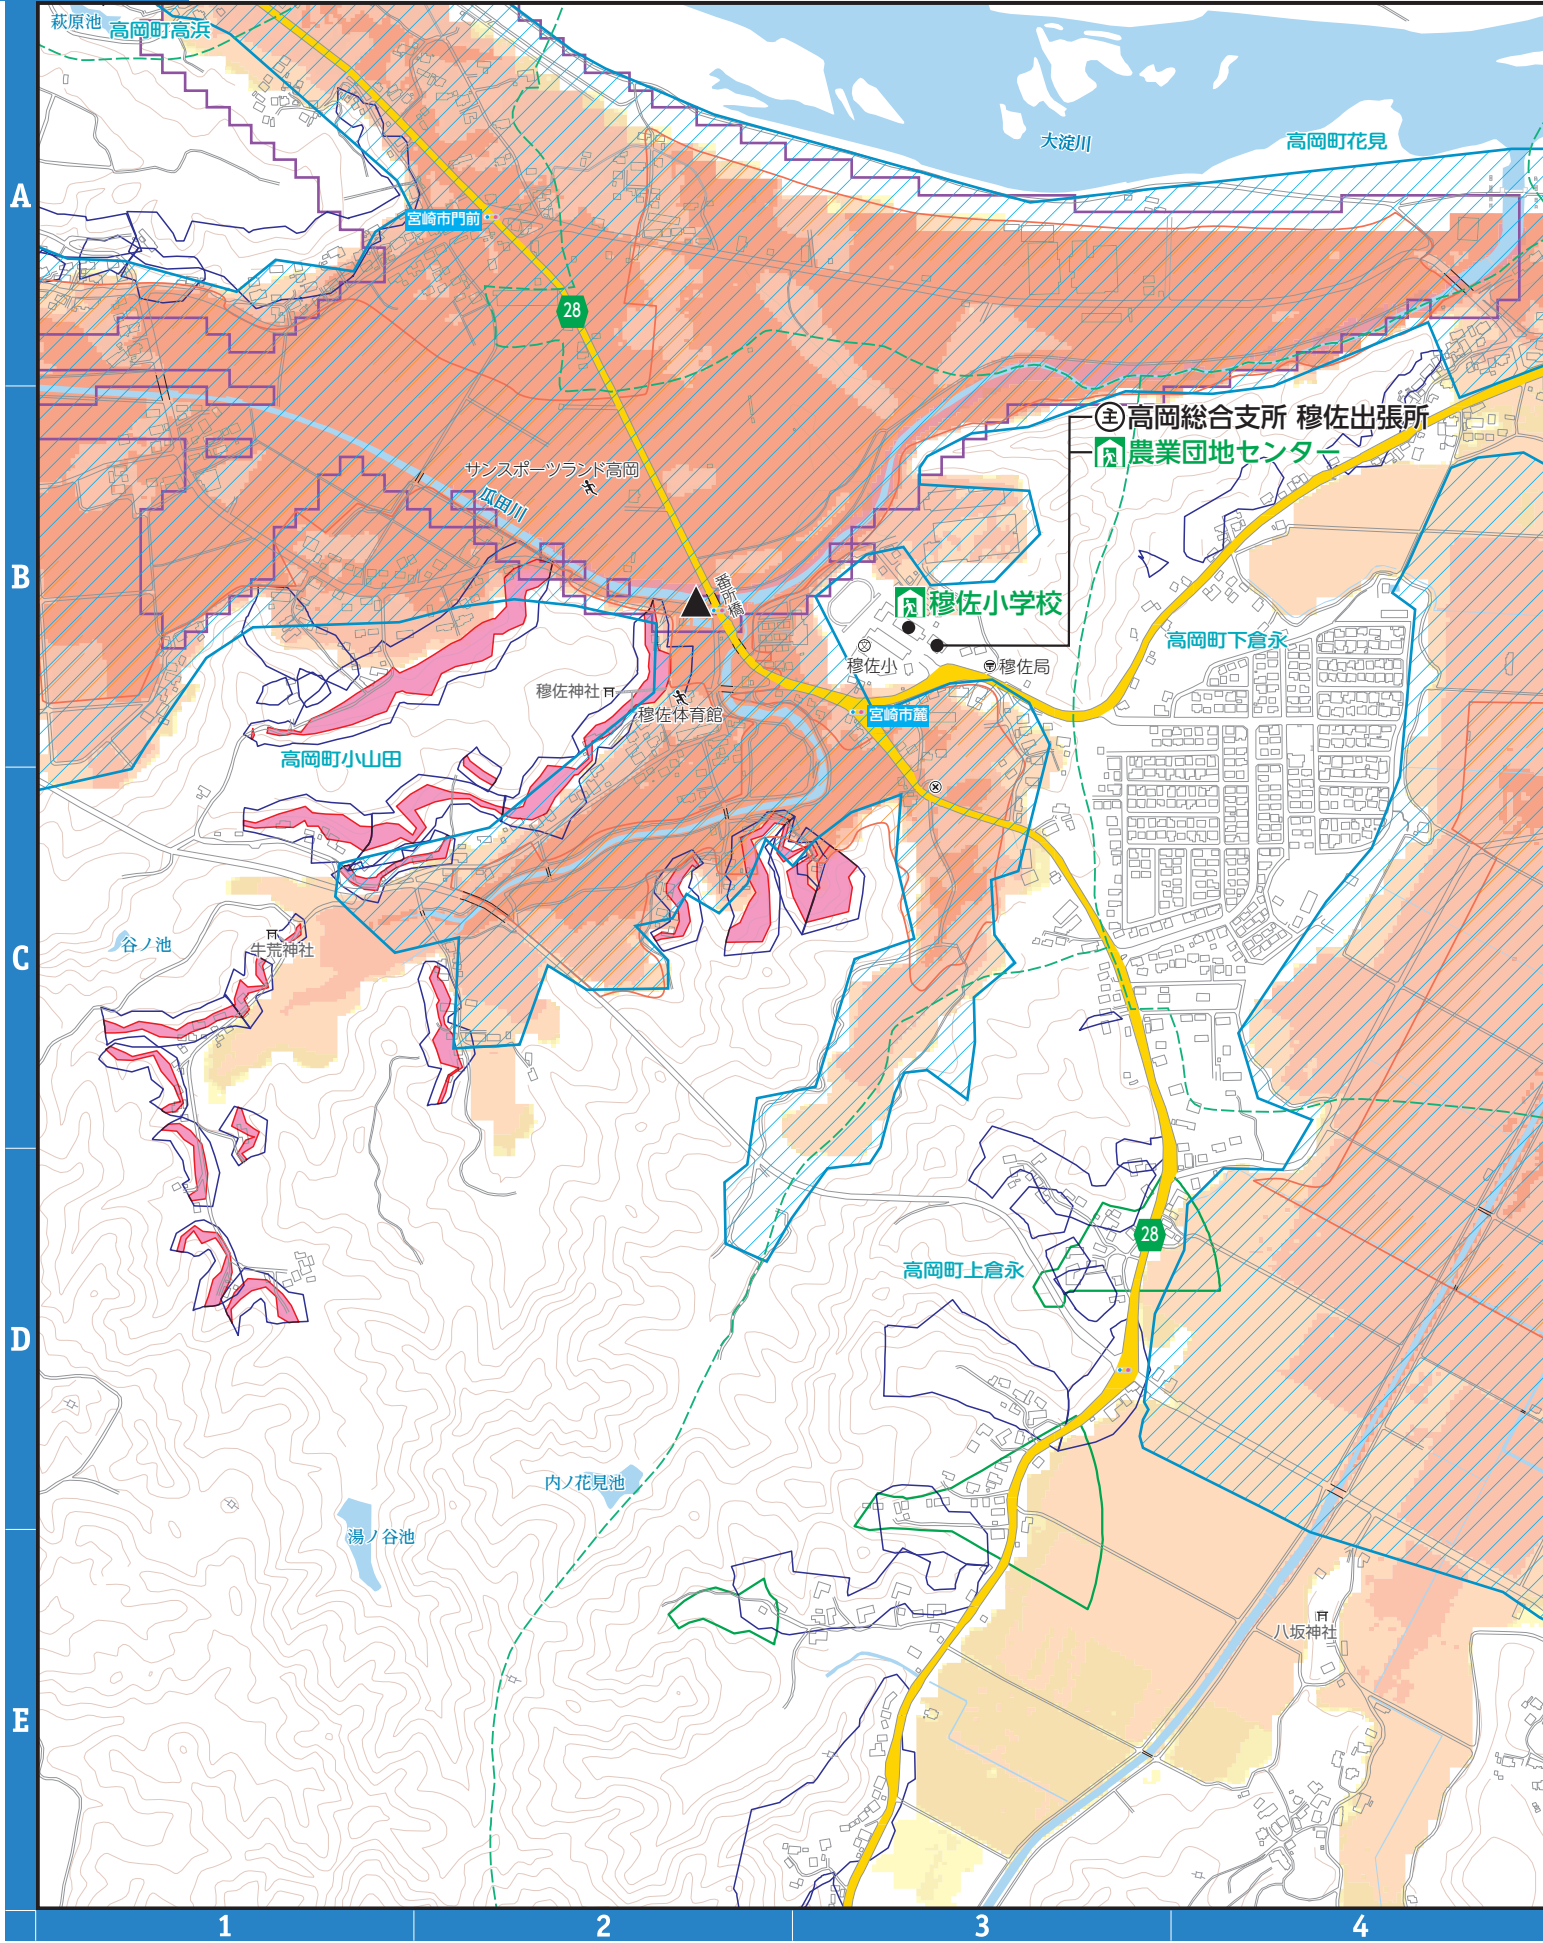 萩原池
高岡町高浜
大淀川
高岡町花見
A
宮崎市門前
28
高岡総合支所 穆佐出張所
農業団地センター
サンスポーツランド高岡
瓜田川
B
番所橋
穆佐小学校
高岡町下倉永
穆佐小
穆佐局
穆佐神社
穆佐体育館
宮崎市麓
高岡町小山田
谷ノ池
牛荒神社
C
28
高岡町上倉永
D
内ノ花見池
湯ノ谷池
八坂神社
E
1
2
3
4